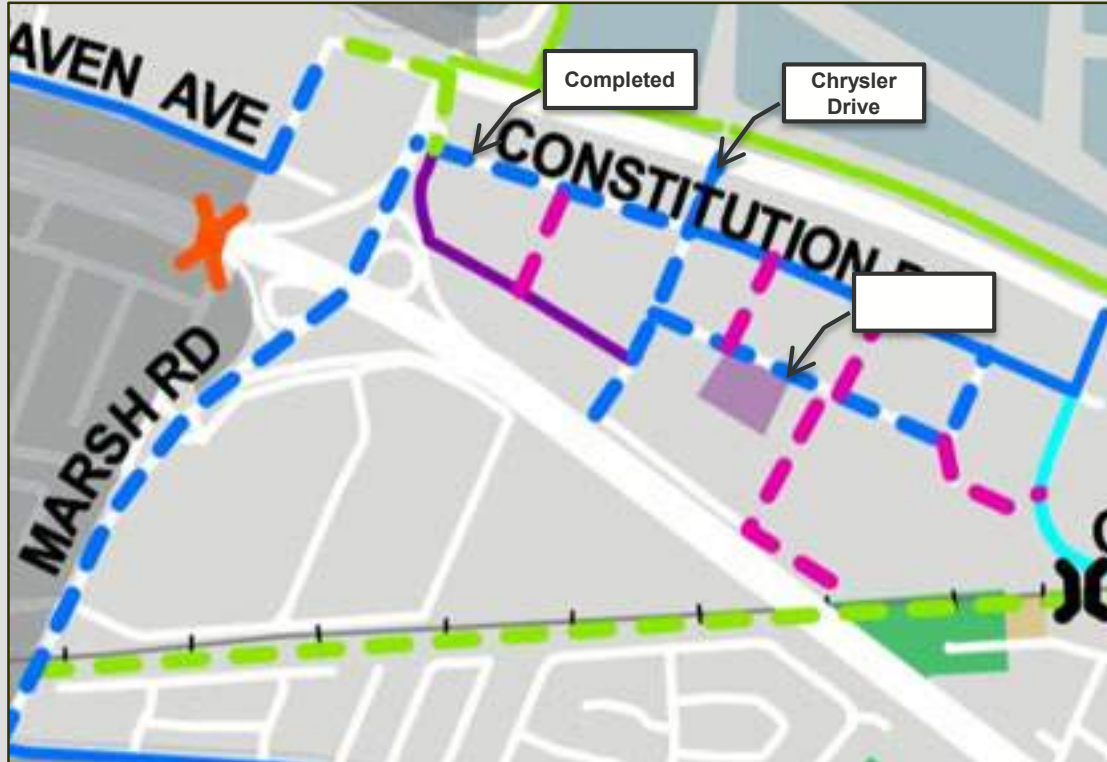 AVEN AVE
Completed
Chrysler
Drive
CONSTITUTION
MARSH RD